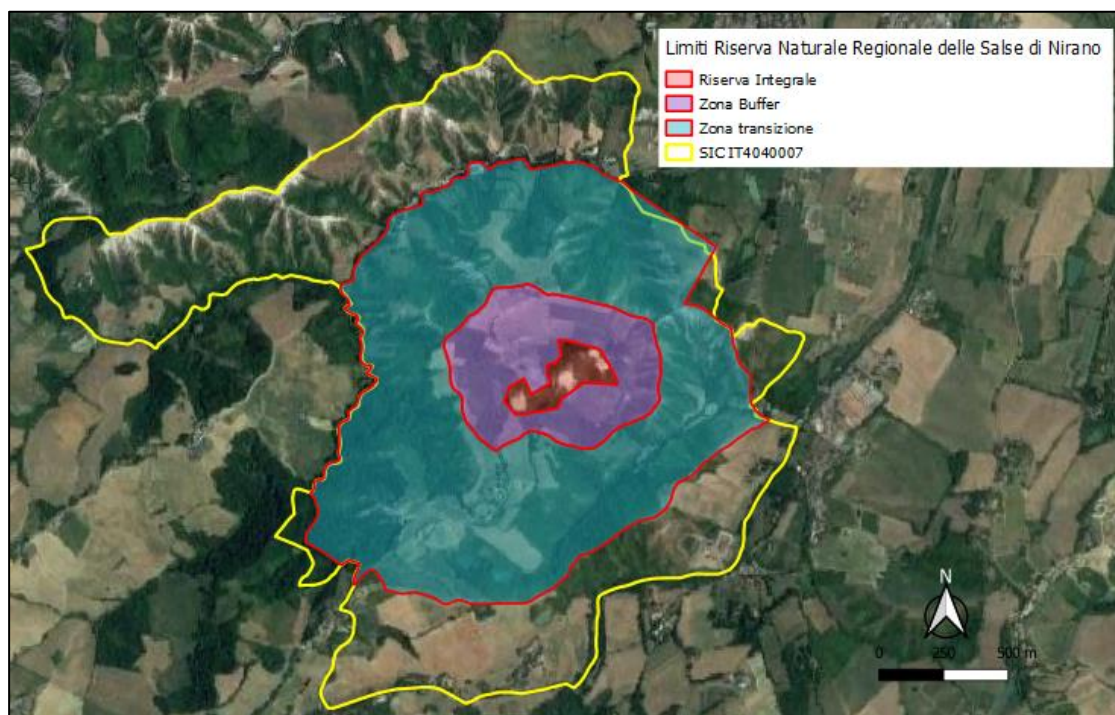 Limiti Riserva Naturale Regionale delle Salse di Nirano
Riserva Integrale
Zona Buffer
Zona transizione
SIC IT4040007
N
0 250 500 m